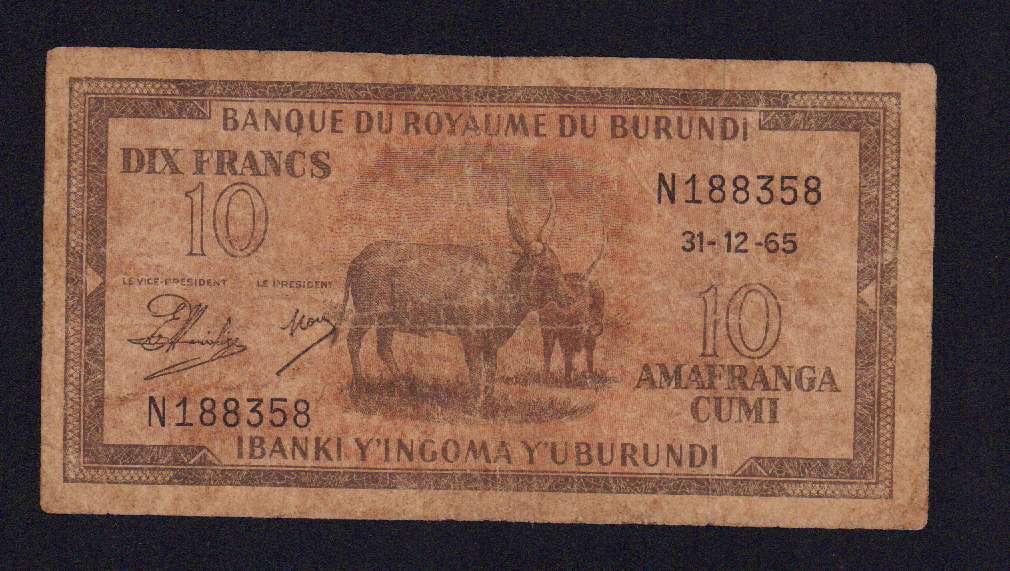 BANQUE DU ROYAUME DU BURUNDI
DIX FRANCS
10
N188358
31-12-65
LE VICE-PRESIDENT LE PRESIDENT
10
AMAFRANGA
CUMI
N188358
IBANKI Y'INGOMA Y'UBURUNDI